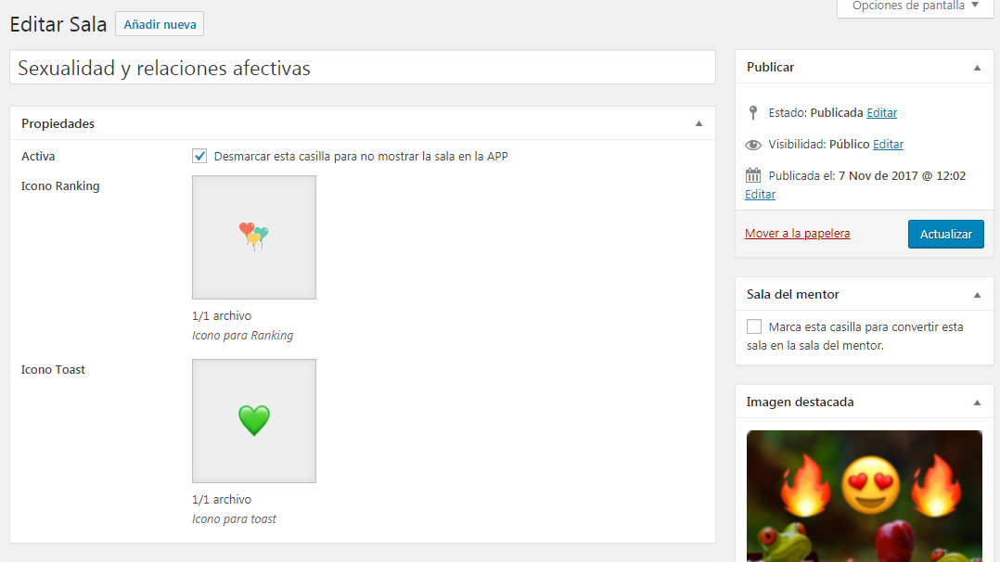 Editar Sala
Añadir nueva
Opciones de pantalla
Sexualidad y relaciones afectivas
Propiedades
Activa
Desmarcar esta casilla para no mostrar la sala en la APP
Icono Ranking
1/1 archivo
Icono para Ranking
Icono Toast
1/1 archivo
Icono para toast
Publicar
Estado: Publicada Editar
Visibilidad: Público Editar
Publicada el: 7 Nov de 2017 @ 12:02
Editar
Mover a la papelera
Actualizar
Sala del mentor
Marca esta casilla para convertir esta
sala en la sala del mentor.
Imagen destacada